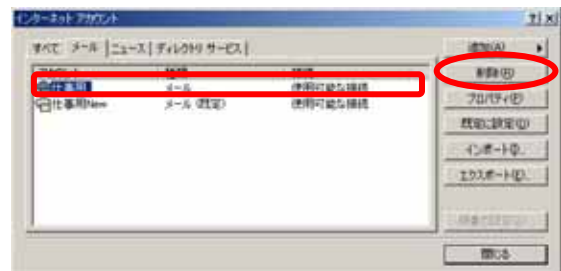 インターネット アカウント
すべて メール ニュース ディレクトリ サービス
追加(A)
アカウント 種類 接続
削除(R)
仕事用 メール 使用可能な接続
プロパティ(P)
仕事用New メール (既定) 使用可能な接続
既定に設定(D)
インポート(I)...
エクスポート(E)...
閉じる